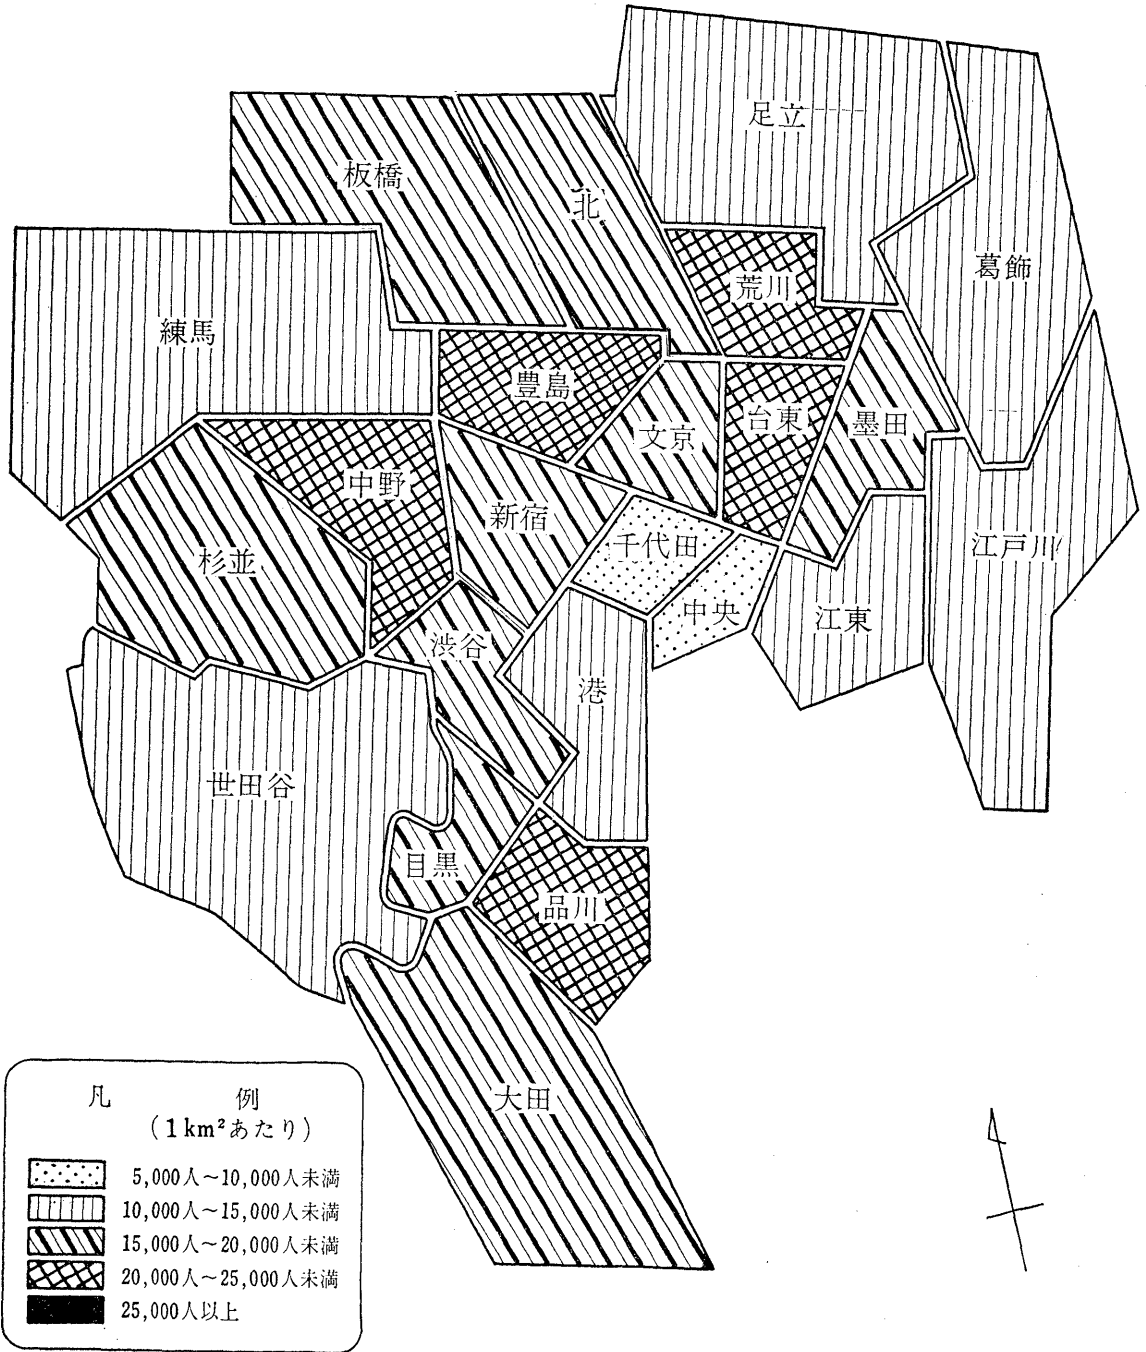 足立
板橋
北
葛飾
荒川
練馬
豊島
台東
墨田
文京
中野
新宿
千代田
江戸川
杉並
中央
江東
渋谷
港
世田谷
目黒
品川
大田
凡例
(1km²あたり)
5,000人～10,000人未満
10,000人～15,000人未満
15,000人～20,000人未満
20,000人～25,000人未満
25,000人以上